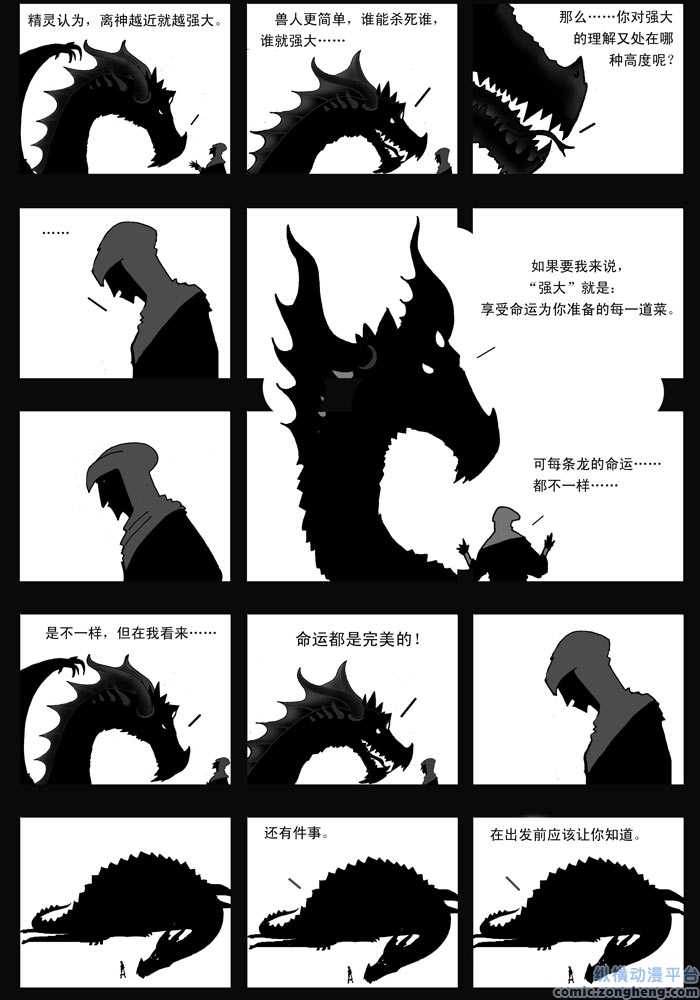 精灵认为，离神越近就越强大。
兽人更简单，谁能杀死谁，
谁就强大……
那么……你对强大
的理解又处在哪
种高度呢？
……
如果要我来说，
“强大”就是：
享受命运为你准备的每一道菜。
可每条龙的命运……
都不一样……
是不一样，但在我看来……
命运都是完美的！
还有件事。
在出发前应该让你知道。
纵横动漫平台
comic.zongheng.com